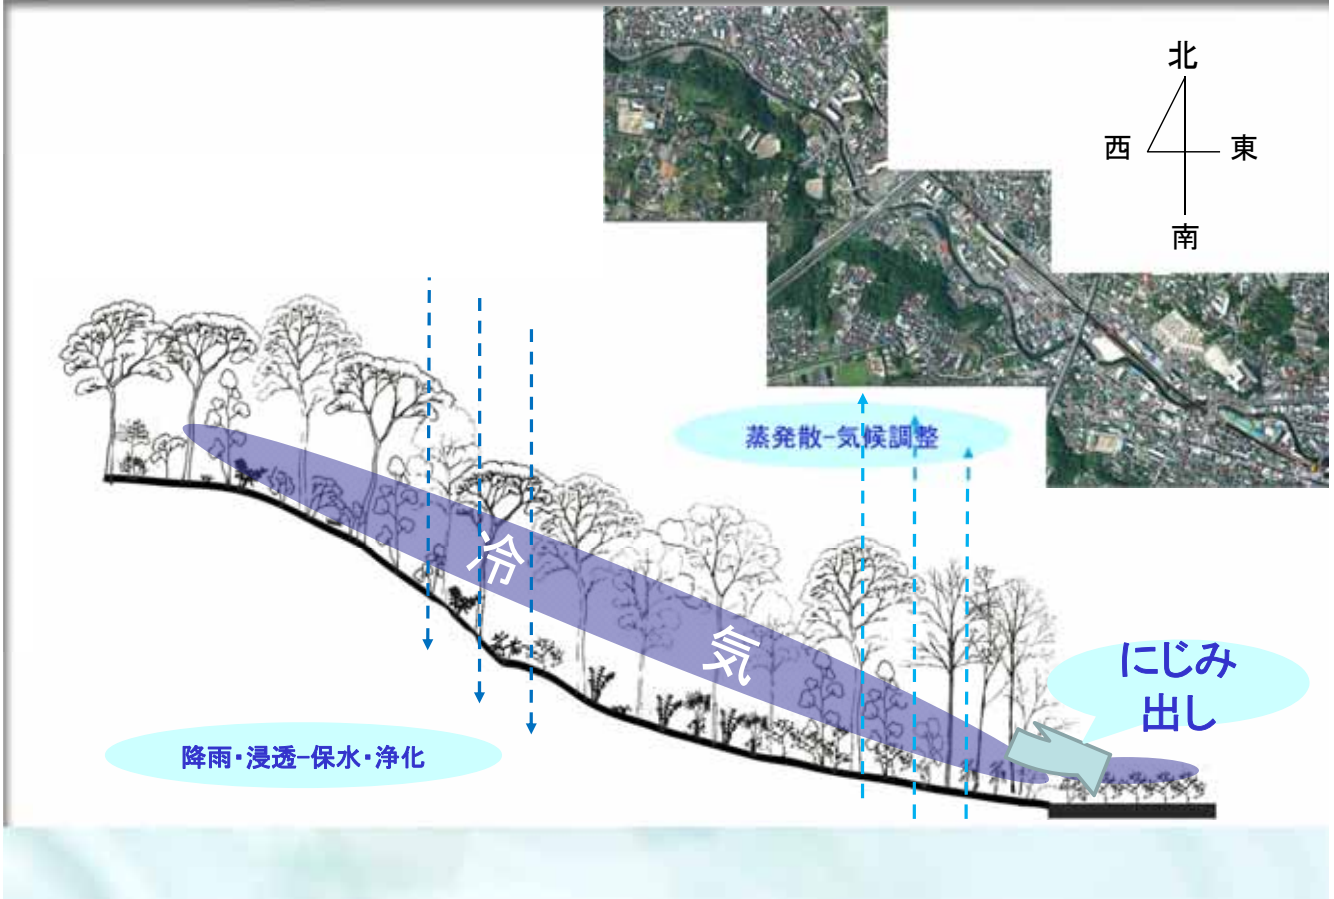 北
西
東
南
蒸発散-気候調整
冷
気
にじみ
出し
降雨・浸透-保水・浄化